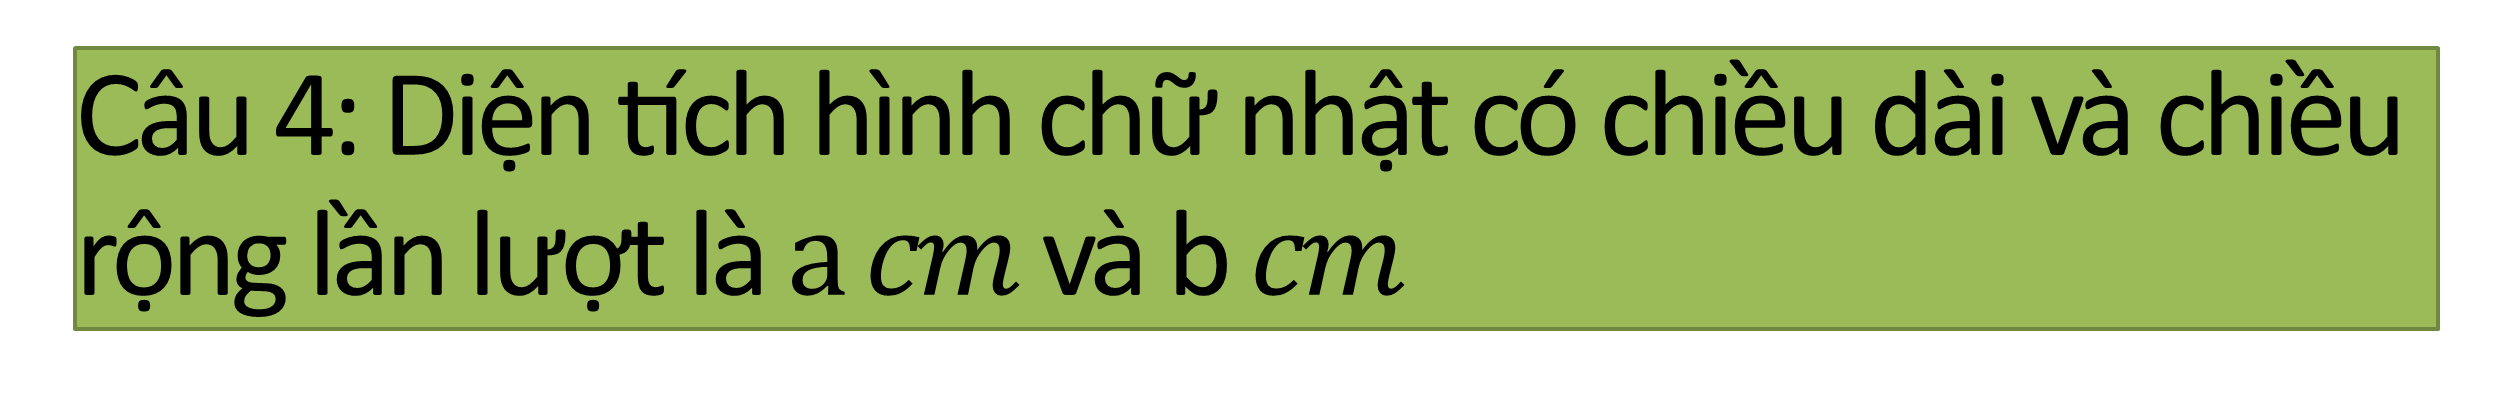 Câu 4: Diện tích hình chữ nhật có chiều dài và chiều
rộng lần lượt là a cm và b cm